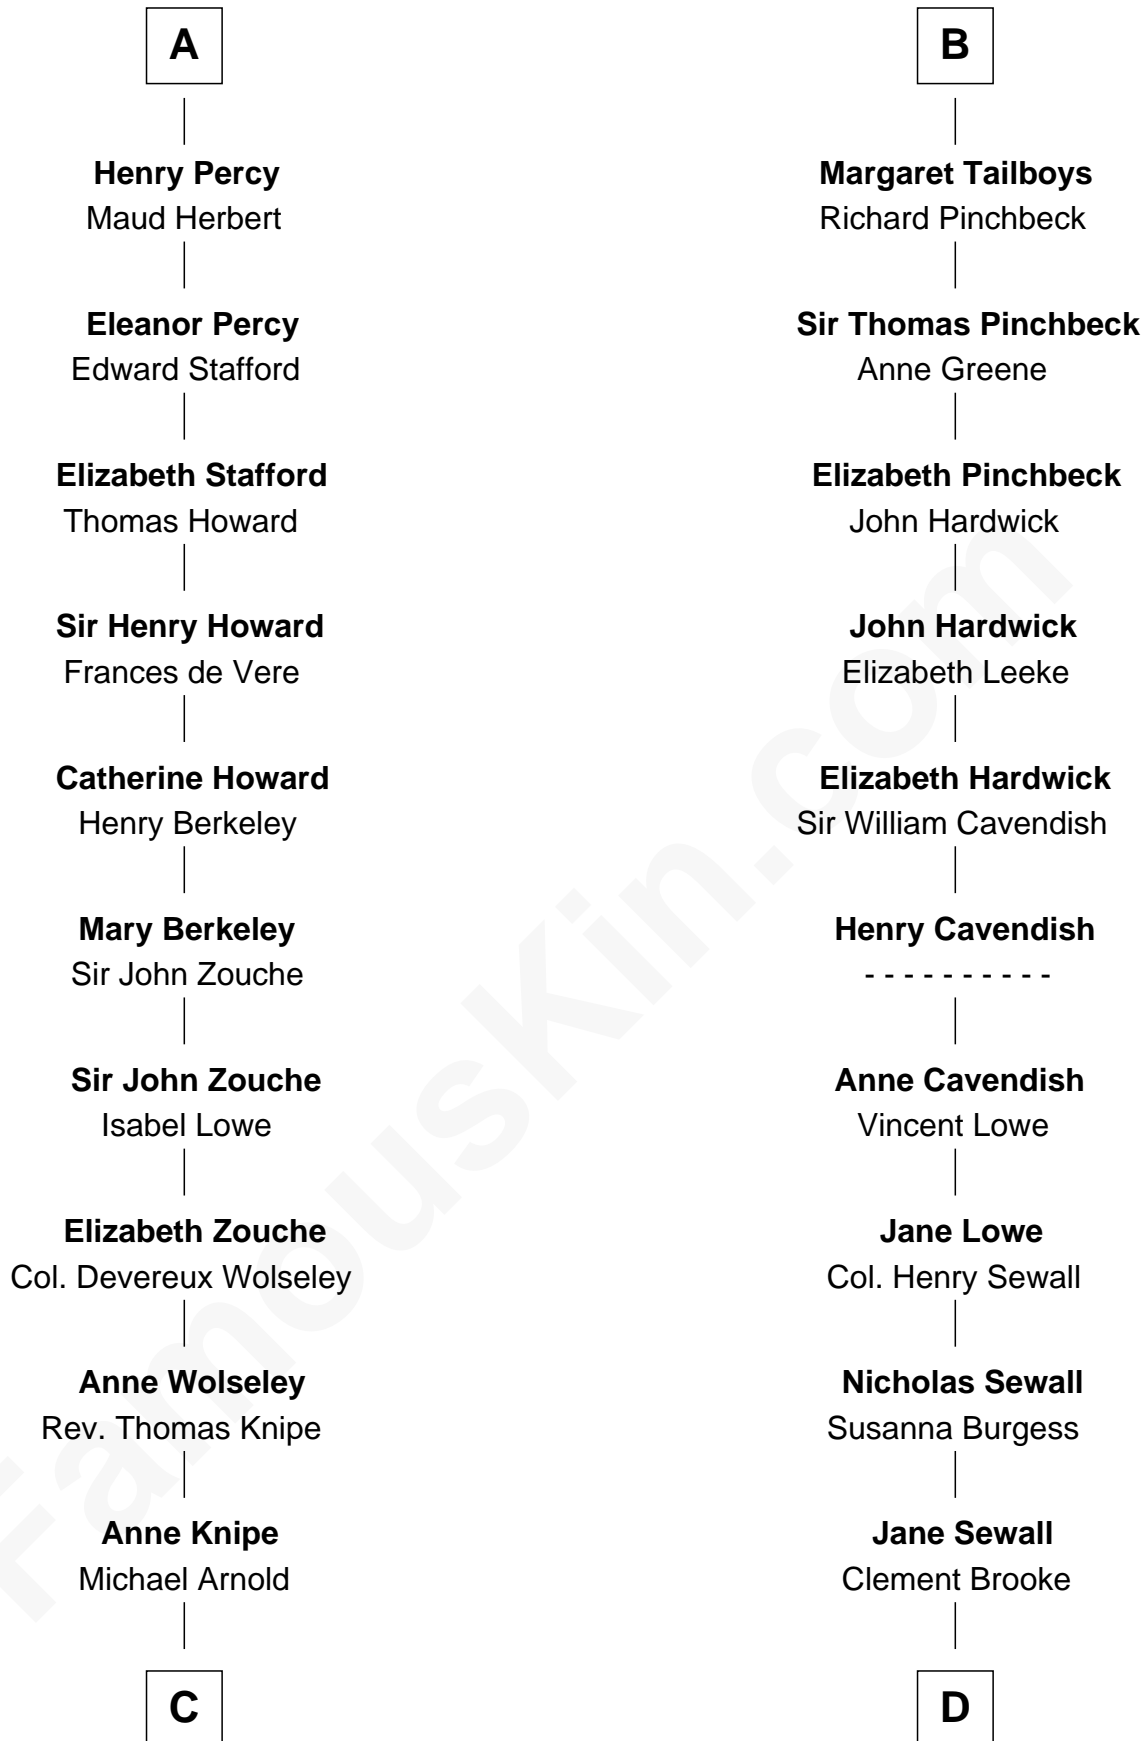 A
Henry Percy
Maud Herbert
Eleanor Percy
Edward Stafford
Elizabeth Stafford
Thomas Howard
Sir Henry Howard
Frances de Vere
Catherine Howard
Henry Berkeley
Mary Berkeley
Sir John Zouche
Sir John Zouche
Isabel Lowe
Elizabeth Zouche
Col. Devereux Wolseley
Anne Wolseley
Rev. Thomas Knipe
Anne Knipe
Michael Arnold
C
B
Margaret Tailboys
Richard Pinchbeck
Sir Thomas Pinchbeck
Anne Greene
Elizabeth Pinchbeck
John Hardwick
John Hardwick
Elizabeth Leeke
Elizabeth Hardwick
Sir William Cavendish
Henry Cavendish
- - - - - - - - - -
Anne Cavendish
Vincent Lowe
Jane Lowe
Col. Henry Sewall
Nicholas Sewall
Susanna Burgess
Jane Sewall
Clement Brooke
D
FamousKin.com